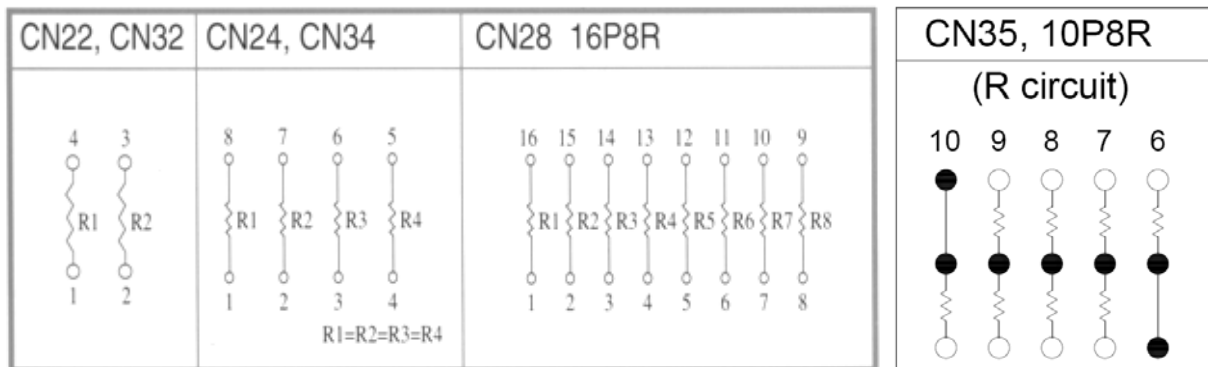 CN22, CN32
4 3
R1 R2
1 2
CN24, CN34
8 7 6 5
R1 R2 R3 R4
1 2 3 4
R1=R2=R3=R4
CN28 16P8R
16 15 14 13 12 11 10 9
R1 R2 R3 R4 R5 R6 R7 R8
1 2 3 4 5 6 7 8
CN35, 10P8R
(R circuit)
10 9 8 7 6